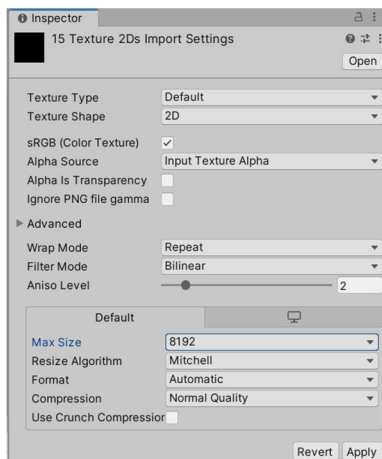 Inspector
15 Texture 2Ds Import Settings
Open
Texture Type Default
Texture Shape 2D
sRGB (Color Texture)
Alpha Source Input Texture Alpha
Alpha Is Transparency
Ignore PNG file gamma
Advanced
Wrap Mode Repeat
Filter Mode Bilinear
Aniso Level 2
Default
Max Size 8192
Resize Algorithm Mitchell
Format Automatic
Compression Normal Quality
Use Crunch Compression
Revert Apply